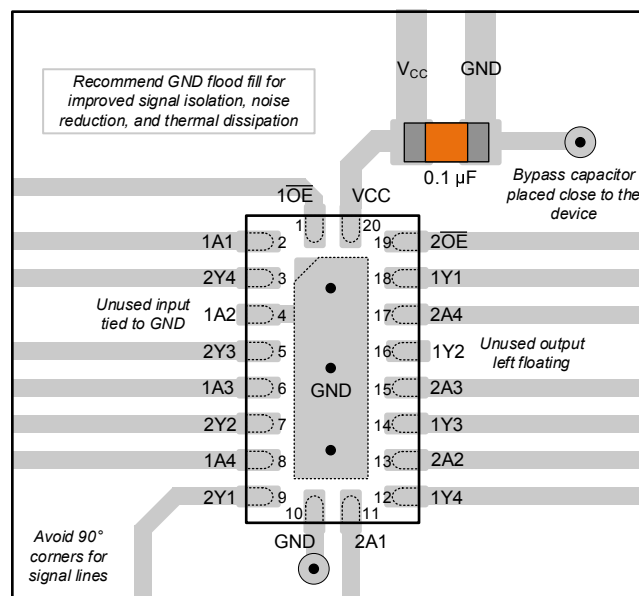 Recommend GND flood fill for
improved signal isolation, noise
reduction, and thermal dissipation
V_CC GND
0.1 µF
Bypass capacitor
placed close to the
device
1O̅E̅ VCC
1 20
1A1 2 19 2O̅E̅
2Y4 3 18 1Y1
Unused input
tied to GND
1A2 4 17 2A4
2Y3 5 16 1Y2
Unused output
left floating
GND
1A3 6 15 2A3
2Y2 7 14 1Y3
1A4 8 13 2A2
2Y1 9 12 1Y4
10 11
GND 2A1
Avoid 90°
corners for
signal lines